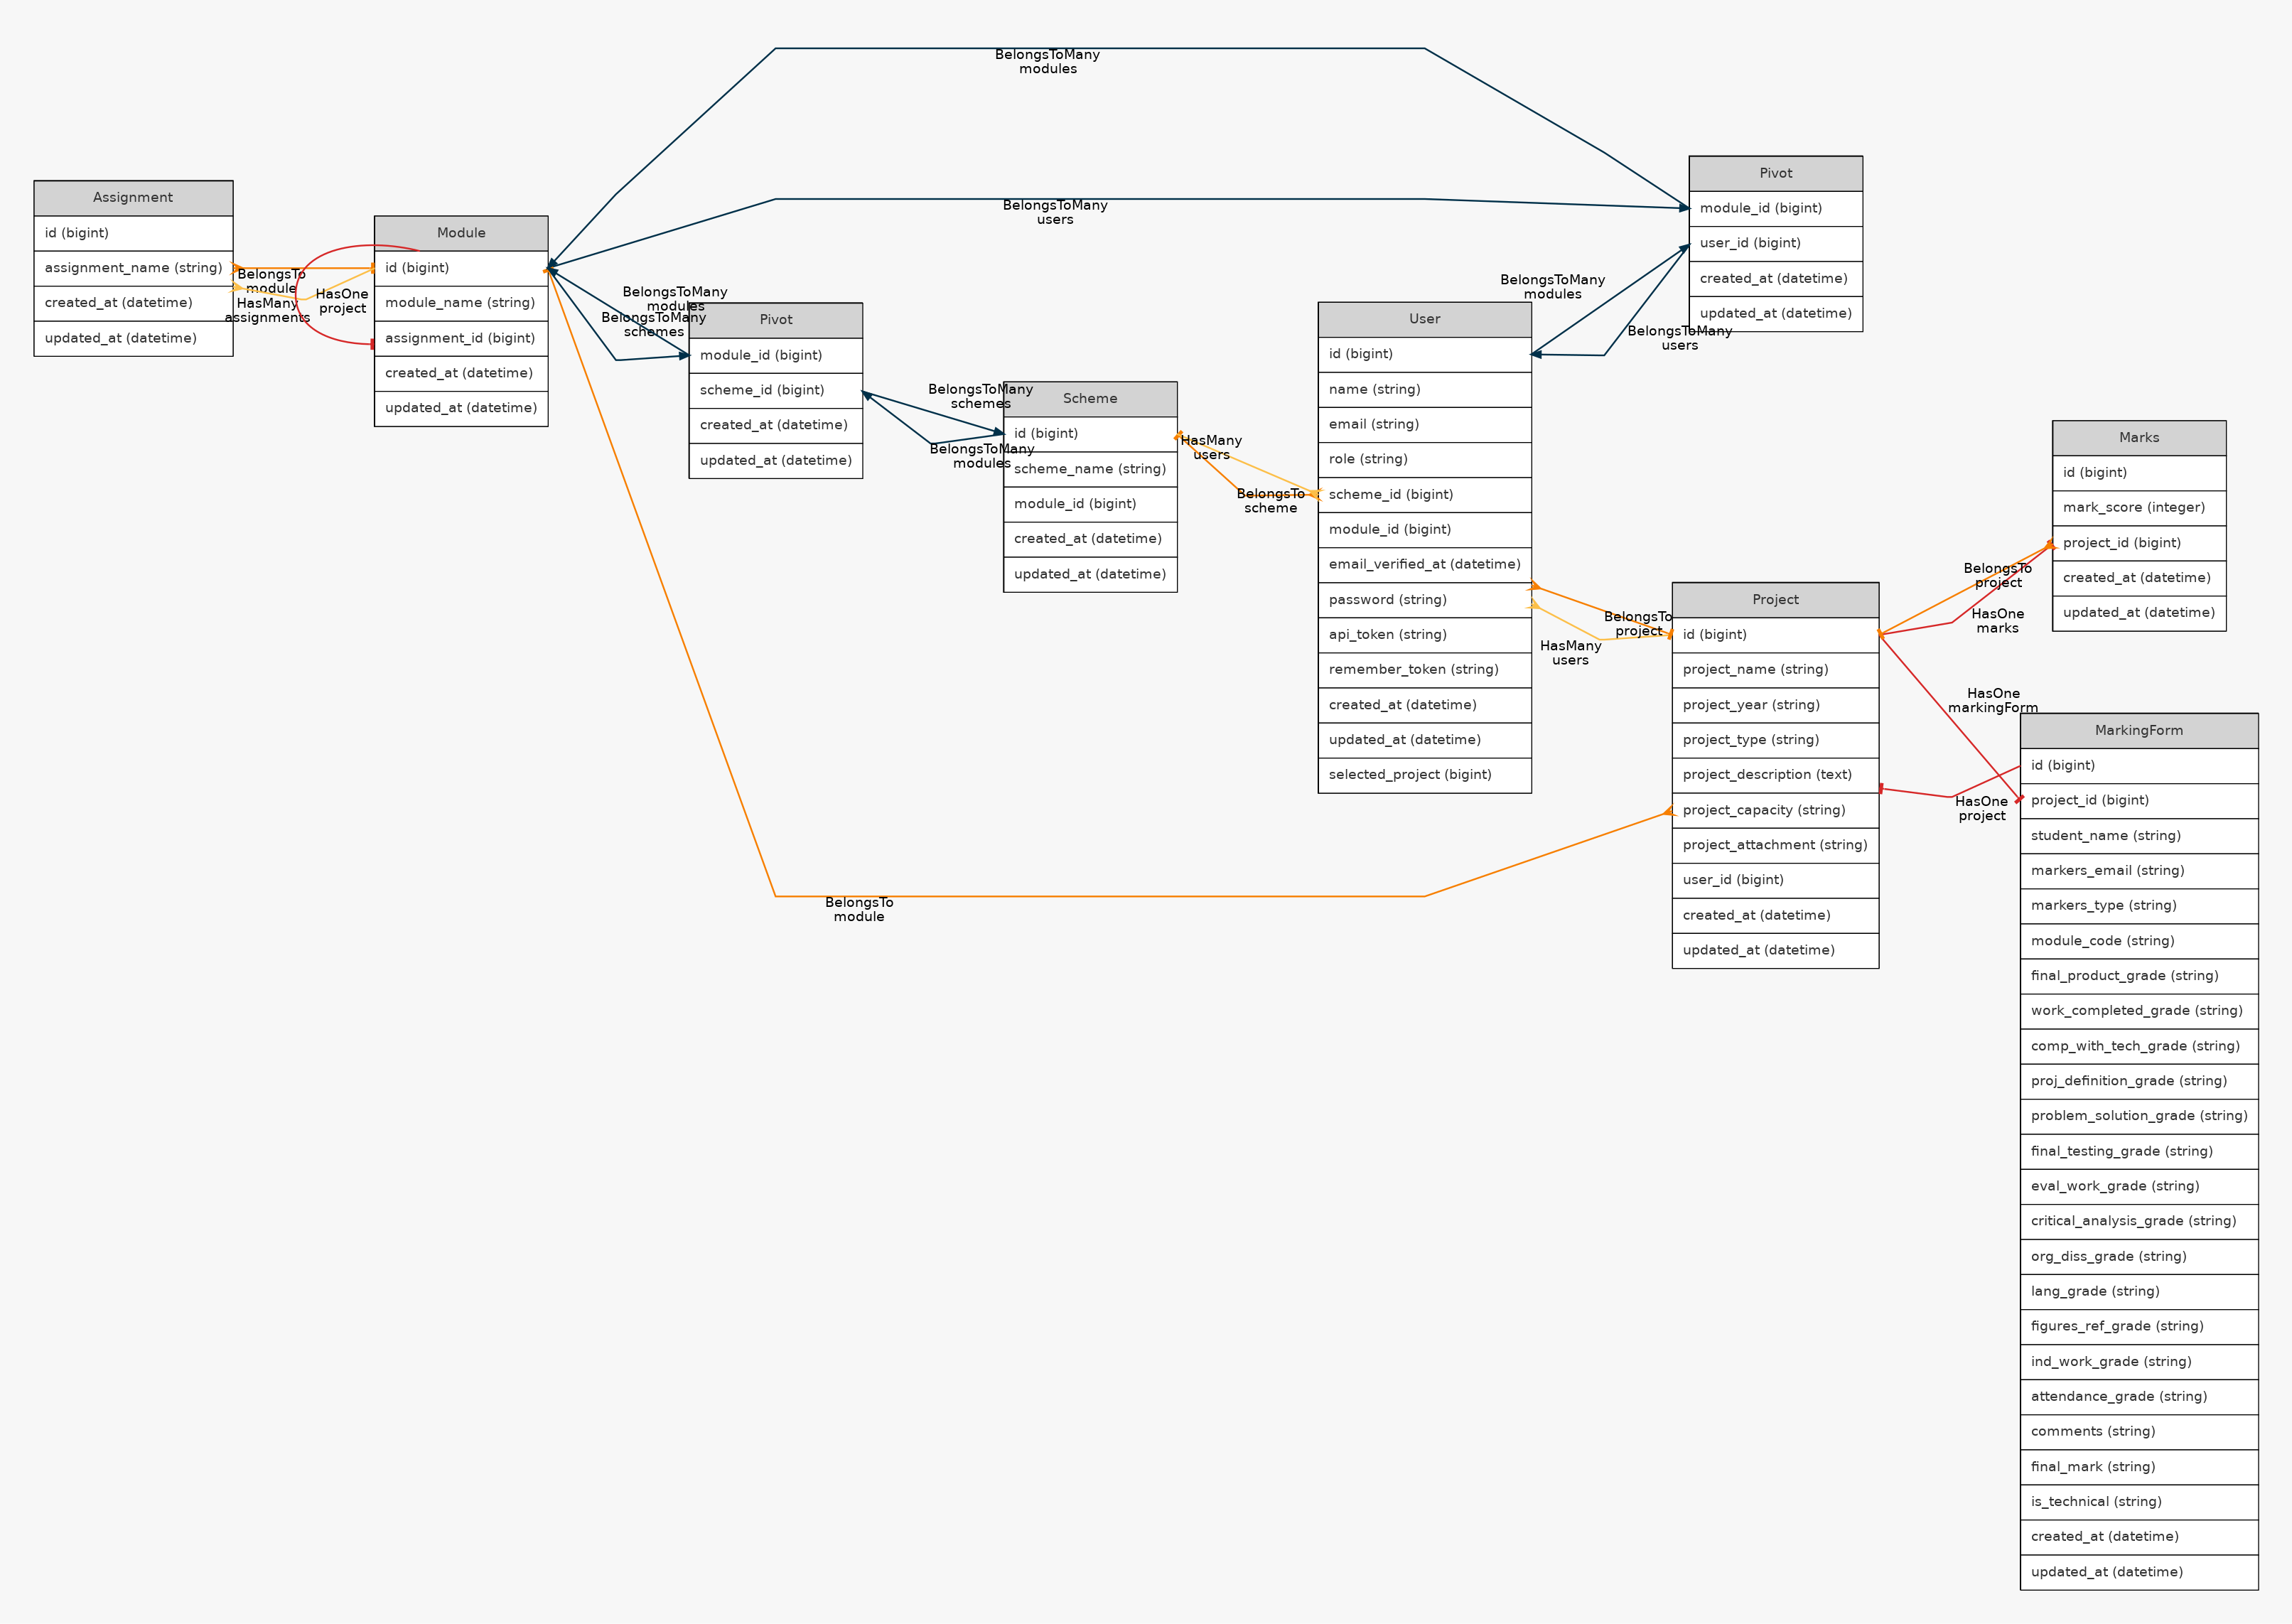 BelongsToMany
modules
BelongsToMany
users
Assignment
id (bigint)
assignment_name (string)
created_at (datetime)
updated_at (datetime)
BelongsTo
module
HasMany
assignments
HasOne
project
Module
id (bigint)
module_name (string)
assignment_id (bigint)
created_at (datetime)
updated_at (datetime)
BelongsToMany
modules
BelongsToMany
schemes
Pivot
module_id (bigint)
scheme_id (bigint)
created_at (datetime)
updated_at (datetime)
BelongsToMany
schemes
BelongsToMany
modules
Scheme
id (bigint)
scheme_name (string)
module_id (bigint)
created_at (datetime)
updated_at (datetime)
HasMany
users
BelongsTo
scheme
User
id (bigint)
name (string)
email (string)
role (string)
scheme_id (bigint)
module_id (bigint)
email_verified_at (datetime)
password (string)
api_token (string)
remember_token (string)
created_at (datetime)
updated_at (datetime)
selected_project (bigint)
BelongsToMany
modules
BelongsToMany
users
Pivot
module_id (bigint)
user_id (bigint)
created_at (datetime)
updated_at (datetime)
BelongsTo
project
HasMany
users
BelongsTo
module
Project
id (bigint)
project_name (string)
project_year (string)
project_type (string)
project_description (text)
project_capacity (string)
project_attachment (string)
user_id (bigint)
created_at (datetime)
updated_at (datetime)
BelongsTo
project
HasOne
marks
HasOne
markingForm
HasOne
project
Marks
id (bigint)
mark_score (integer)
project_id (bigint)
created_at (datetime)
updated_at (datetime)
MarkingForm
id (bigint)
project_id (bigint)
student_name (string)
markers_email (string)
markers_type (string)
module_code (string)
final_product_grade (string)
work_completed_grade (string)
comp_with_tech_grade (string)
proj_definition_grade (string)
problem_solution_grade (string)
final_testing_grade (string)
eval_work_grade (string)
critical_analysis_grade (string)
org_diss_grade (string)
lang_grade (string)
figures_ref_grade (string)
ind_work_grade (string)
attendance_grade (string)
comments (string)
final_mark (string)
is_technical (string)
created_at (datetime)
updated_at (datetime)